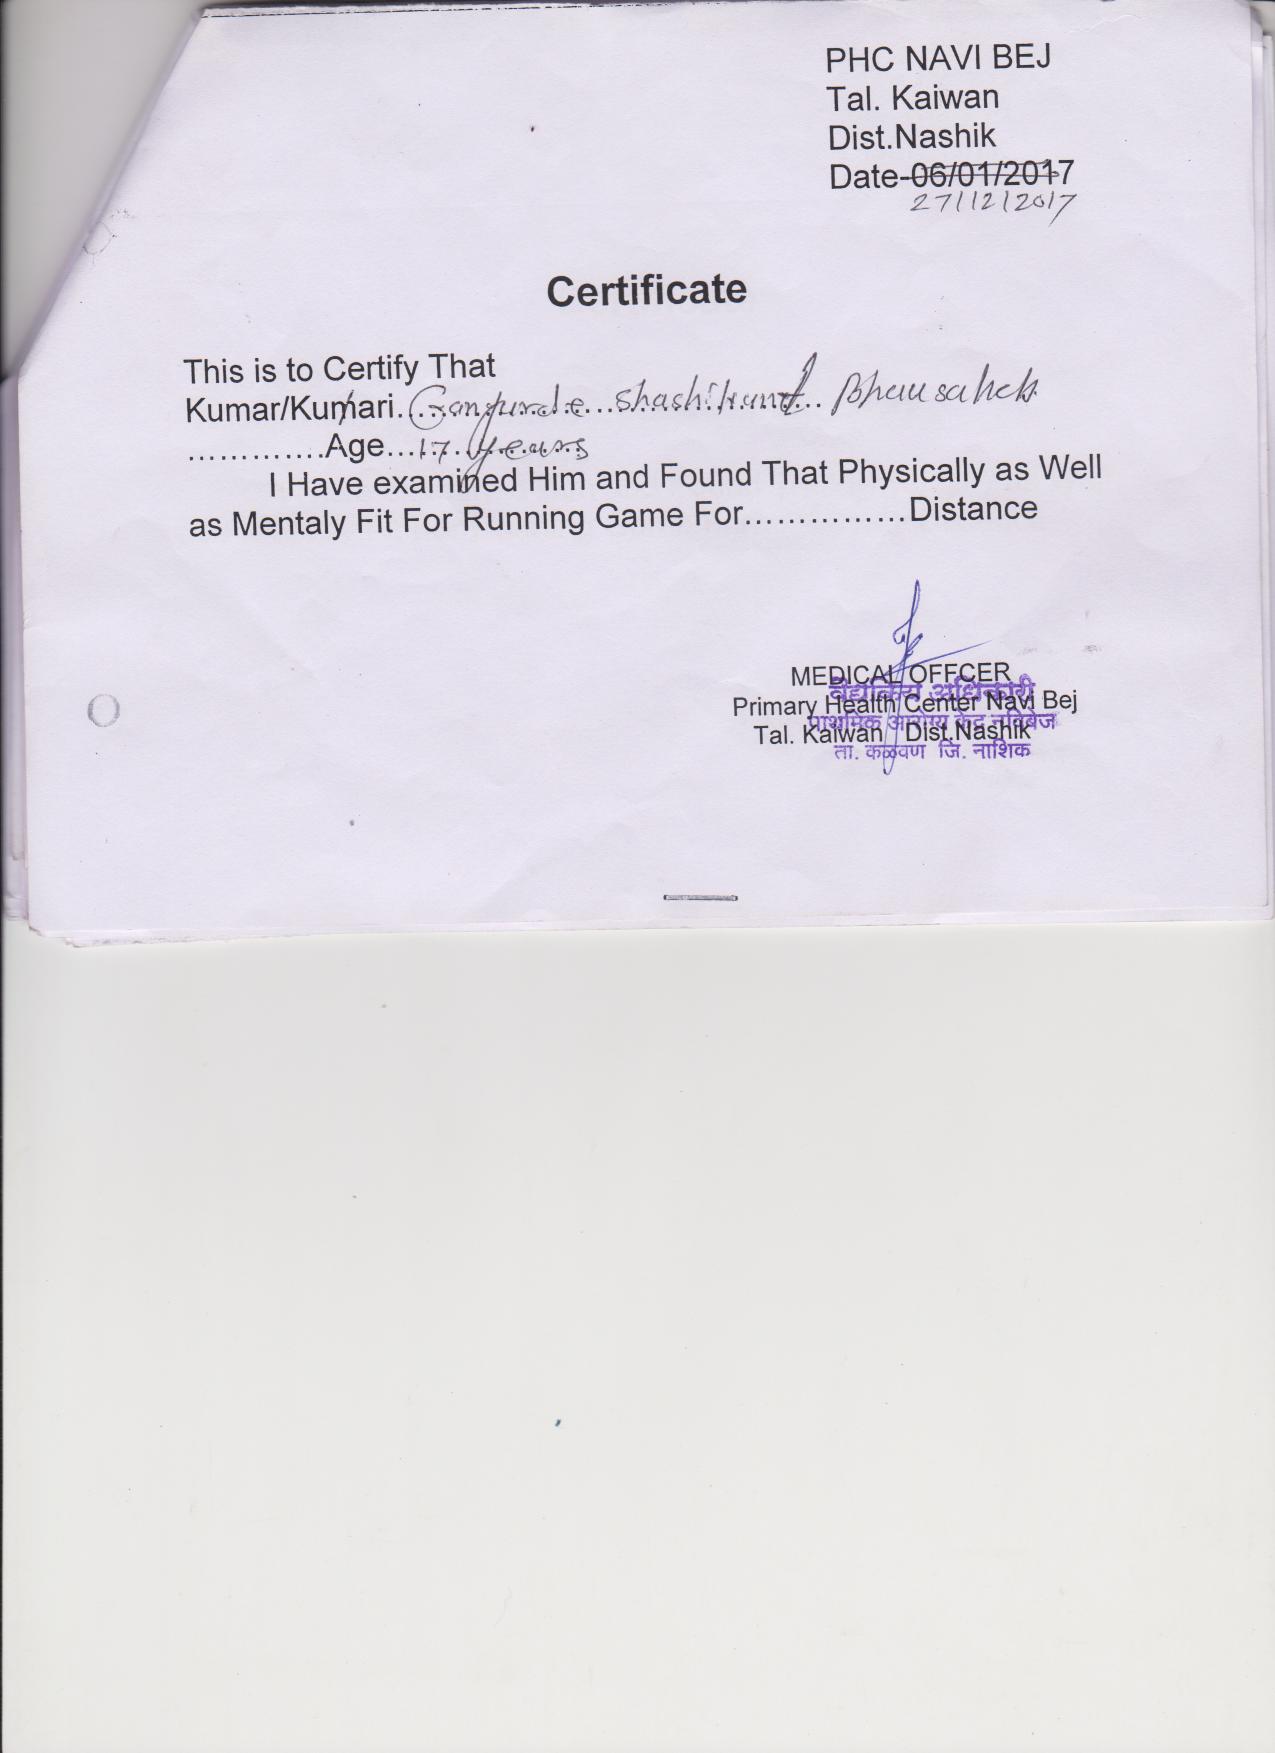 PHC NAVI BEJ
Tal. Kaiwan
Dist.Nashik
Date-06/01/2017
27/12/2017
Certificate
This is to Certify That
Kumar/Kumari....Gangurde...Shashikant... Bhausaheb
.............Age...17 years
I Have examined Him and Found That Physically as Well
as Mentaly Fit For Running Game For...............Distance
MEDICAL OFFCER
वैद्यकिय अधिकारी
Primary Health Center Navi Bej
प्राथमिक आरोग्य केंद्र नविबेज
Tal. Kaiwan Dist.Nashik
ता. कळवण जि. नाशिक